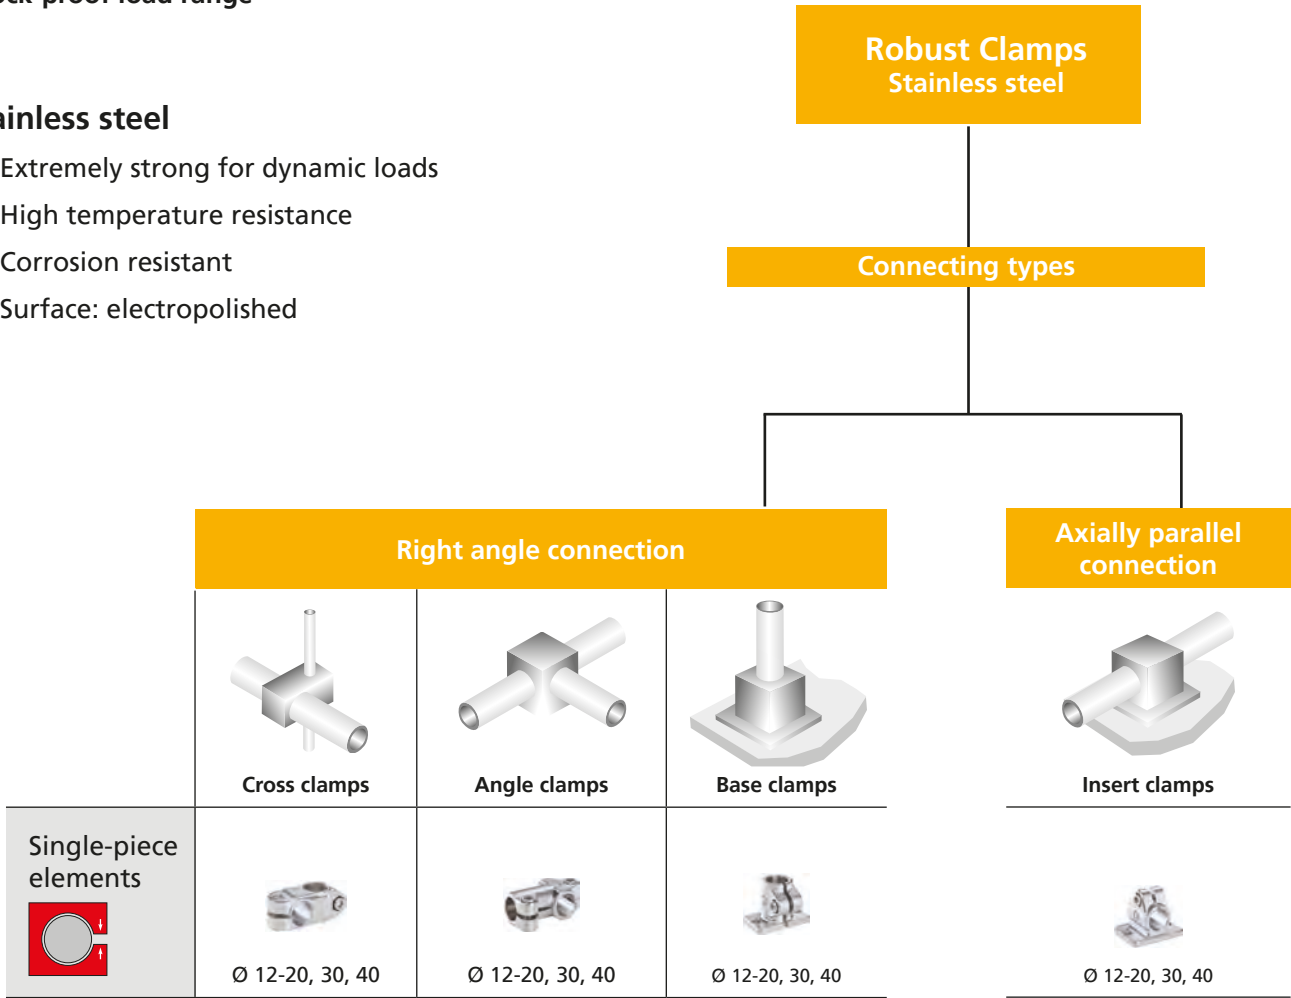 Robust Clamps
Stainless steel
Extremely strong for dynamic loads
High temperature resistance
Corrosion resistant
Surface: electropolished
Connecting types
Right angle connection
Axially parallel
connection
Cross clamps
Angle clamps
Base clamps
Insert clamps
Single-piece
elements
Ø 12-20, 30, 40
Ø 12-20, 30, 40
Ø 12-20, 30, 40
Ø 12-20, 30, 40